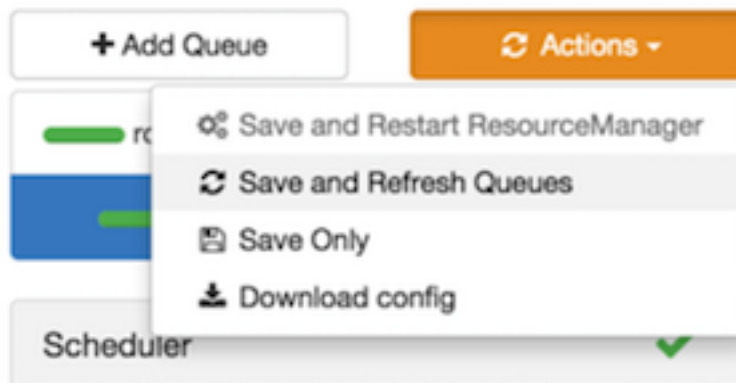 Add Queue
Actions
Save and Restart ResourceManager
Save and Refresh Queues
Save Only
Download config
Scheduler